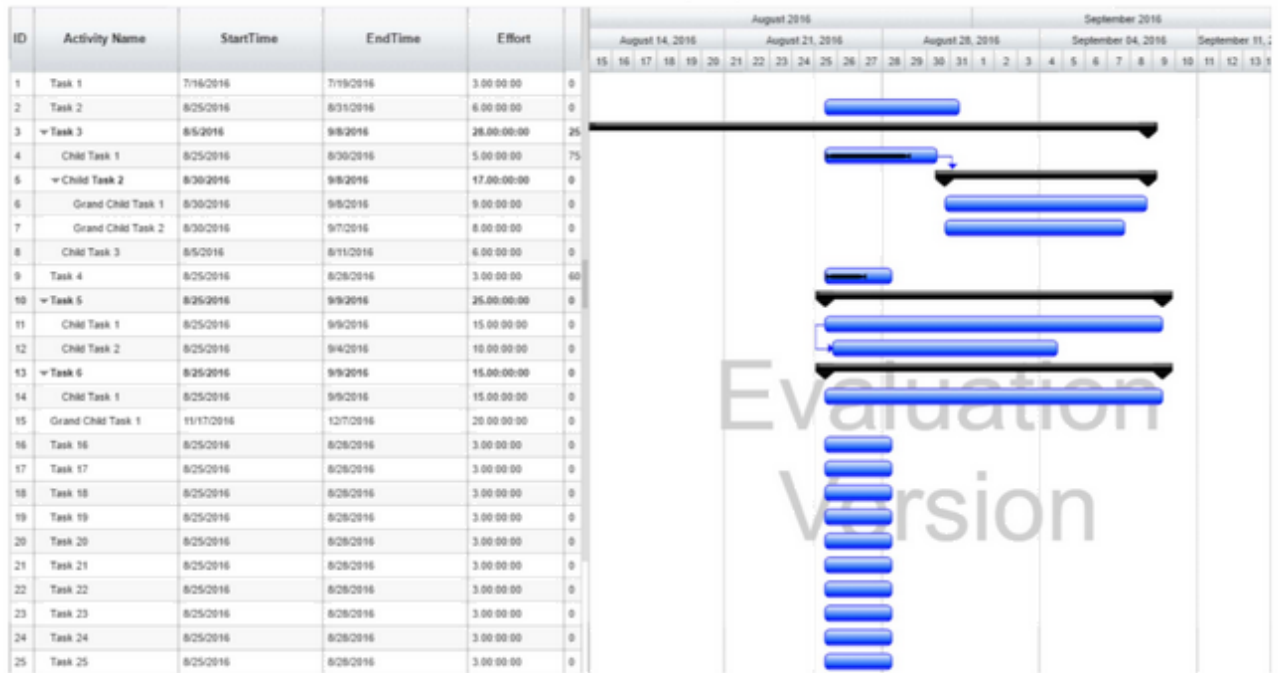 August 2016 September 2016
ID Activity Name StartTime EndTime Effort
August 14, 2016 August 21, 2016 August 28, 2016 September 04, 2016 September 11, 2
15 16 17 18 19 20 21 22 23 24 25 26 27 28 29 30 31 1 2 3 4 5 6 7 8 9 10 11 12 13 1
1 Task 1 7/16/2016 7/19/2016 3.00:00:00 0
2 Task 2 8/25/2016 8/31/2016 6.00:00:00 0
3 Task 3 8/5/2016 9/8/2016 28.00:00:00 25
4 Child Task 1 8/25/2016 8/30/2016 5.00:00:00 75
5 Child Task 2 8/30/2016 9/8/2016 17.00:00:00 0
6 Grand Child Task 1 8/30/2016 9/8/2016 9.00:00:00 0
7 Grand Child Task 2 8/30/2016 9/7/2016 8.00:00:00 0
8 Child Task 3 8/5/2016 8/11/2016 6.00:00:00 0
9 Task 4 8/25/2016 8/28/2016 3.00:00:00 60
10 Task 5 8/25/2016 9/9/2016 25.00:00:00 0
11 Child Task 1 8/25/2016 9/9/2016 15.00:00:00 0
12 Child Task 2 8/25/2016 9/4/2016 10.00:00:00 0
13 Task 6 8/25/2016 9/9/2016 15.00:00:00 0
14 Child Task 1 8/25/2016 9/9/2016 15.00:00:00 0
15 Grand Child Task 1 11/17/2016 12/7/2016 20.00:00:00 0
16 Task 16 8/25/2016 8/28/2016 3.00:00:00 0
17 Task 17 8/25/2016 8/28/2016 3.00:00:00 0
18 Task 18 8/25/2016 8/28/2016 3.00:00:00 0
19 Task 19 8/25/2016 8/28/2016 3.00:00:00 0
20 Task 20 8/25/2016 8/28/2016 3.00:00:00 0
21 Task 21 8/25/2016 8/28/2016 3.00:00:00 0
22 Task 22 8/25/2016 8/28/2016 3.00:00:00 0
23 Task 23 8/25/2016 8/28/2016 3.00:00:00 0
24 Task 24 8/25/2016 8/28/2016 3.00:00:00 0
25 Task 25 8/25/2016 8/28/2016 3.00:00:00 0
Evaluation
Version